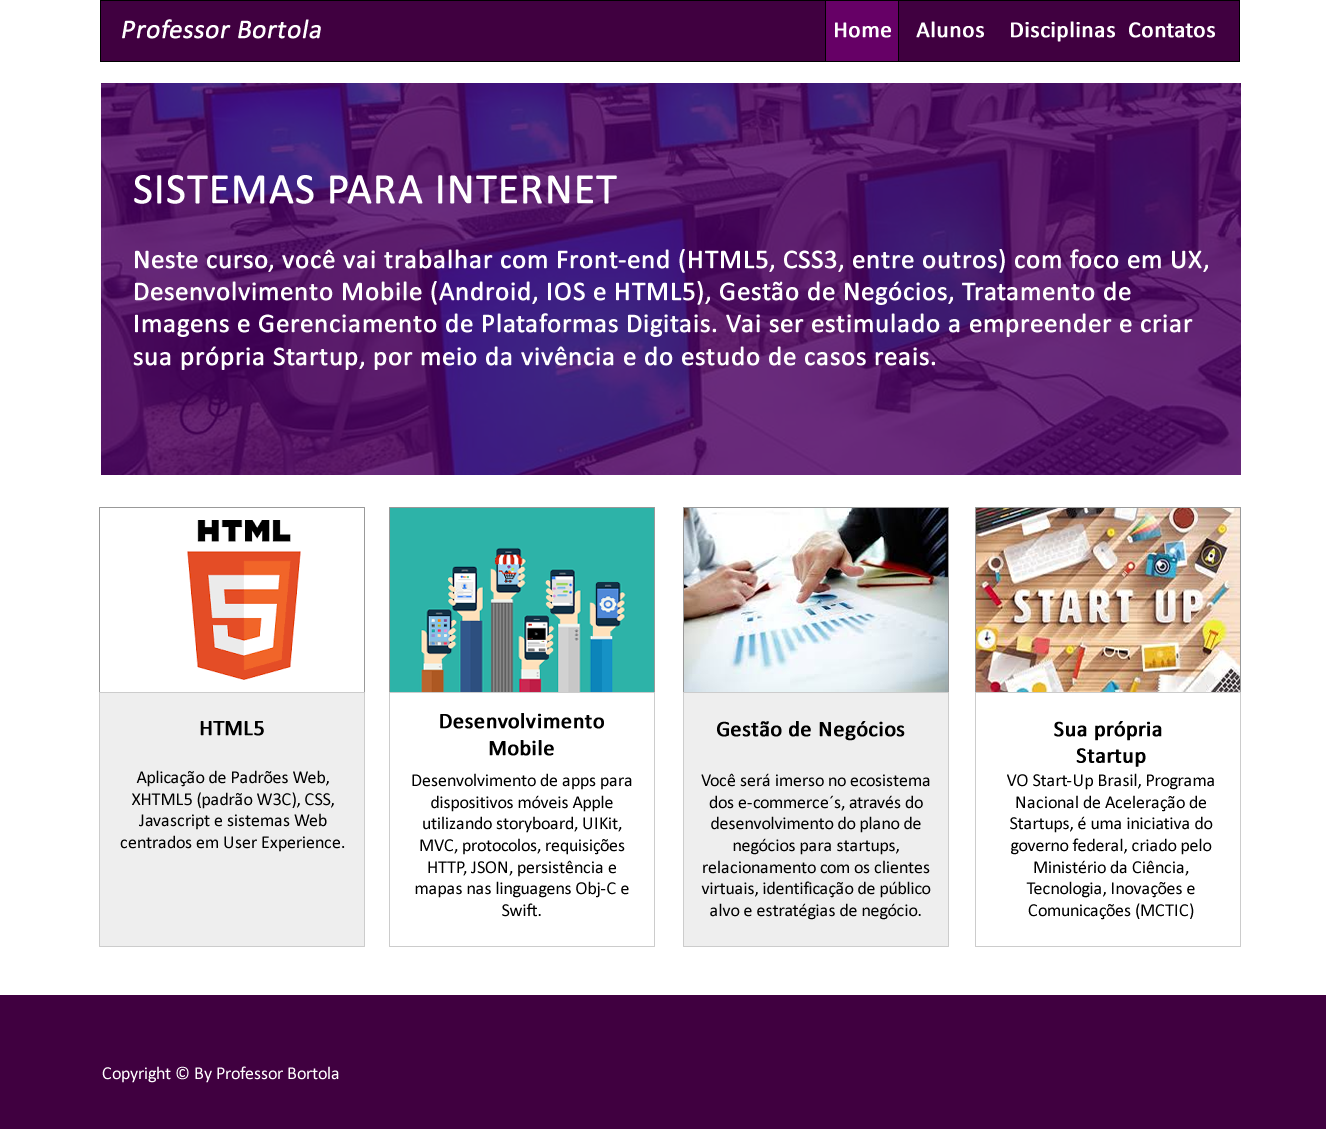 Professor Bortola
Home Alunos Disciplinas Contatos
SISTEMAS PARA INTERNET
Neste curso, você vai trabalhar com Front-end (HTML5, CSS3, entre outros) com foco em UX,
Desenvolvimento Mobile (Android, IOS e HTML5), Gestão de Negócios, Tratamento de
Imagens e Gerenciamento de Plataformas Digitais. Vai ser estimulado a empreender e criar
sua própria Startup, por meio da vivência e do estudo de casos reais.
DELL
HTML
5
START UP
HTML5
Aplicação de Padrões Web,
XHTML5 (padrão W3C), CSS,
Javascript e sistemas Web
centrados em User Experience.
Desenvolvimento
Mobile
Desenvolvimento de apps para
dispositivos móveis Apple
utilizando storyboard, UIKit,
MVC, protocolos, requisições
HTTP, JSON, persistência e
mapas nas linguagens Obj-C e
Swift.
Gestão de Negócios
Você será imerso no ecosistema
dos e-commerce´s, através do
desenvolvimento do plano de
negócios para startups,
relacionamento com os clientes
virtuais, identificação de público
alvo e estratégias de negócio.
Sua própria
Startup
VO Start-Up Brasil, Programa
Nacional de Aceleração de
Startups, é uma iniciativa do
governo federal, criado pelo
Ministério da Ciência,
Tecnologia, Inovações e
Comunicações (MCTIC)
Copyright © By Professor Bortola